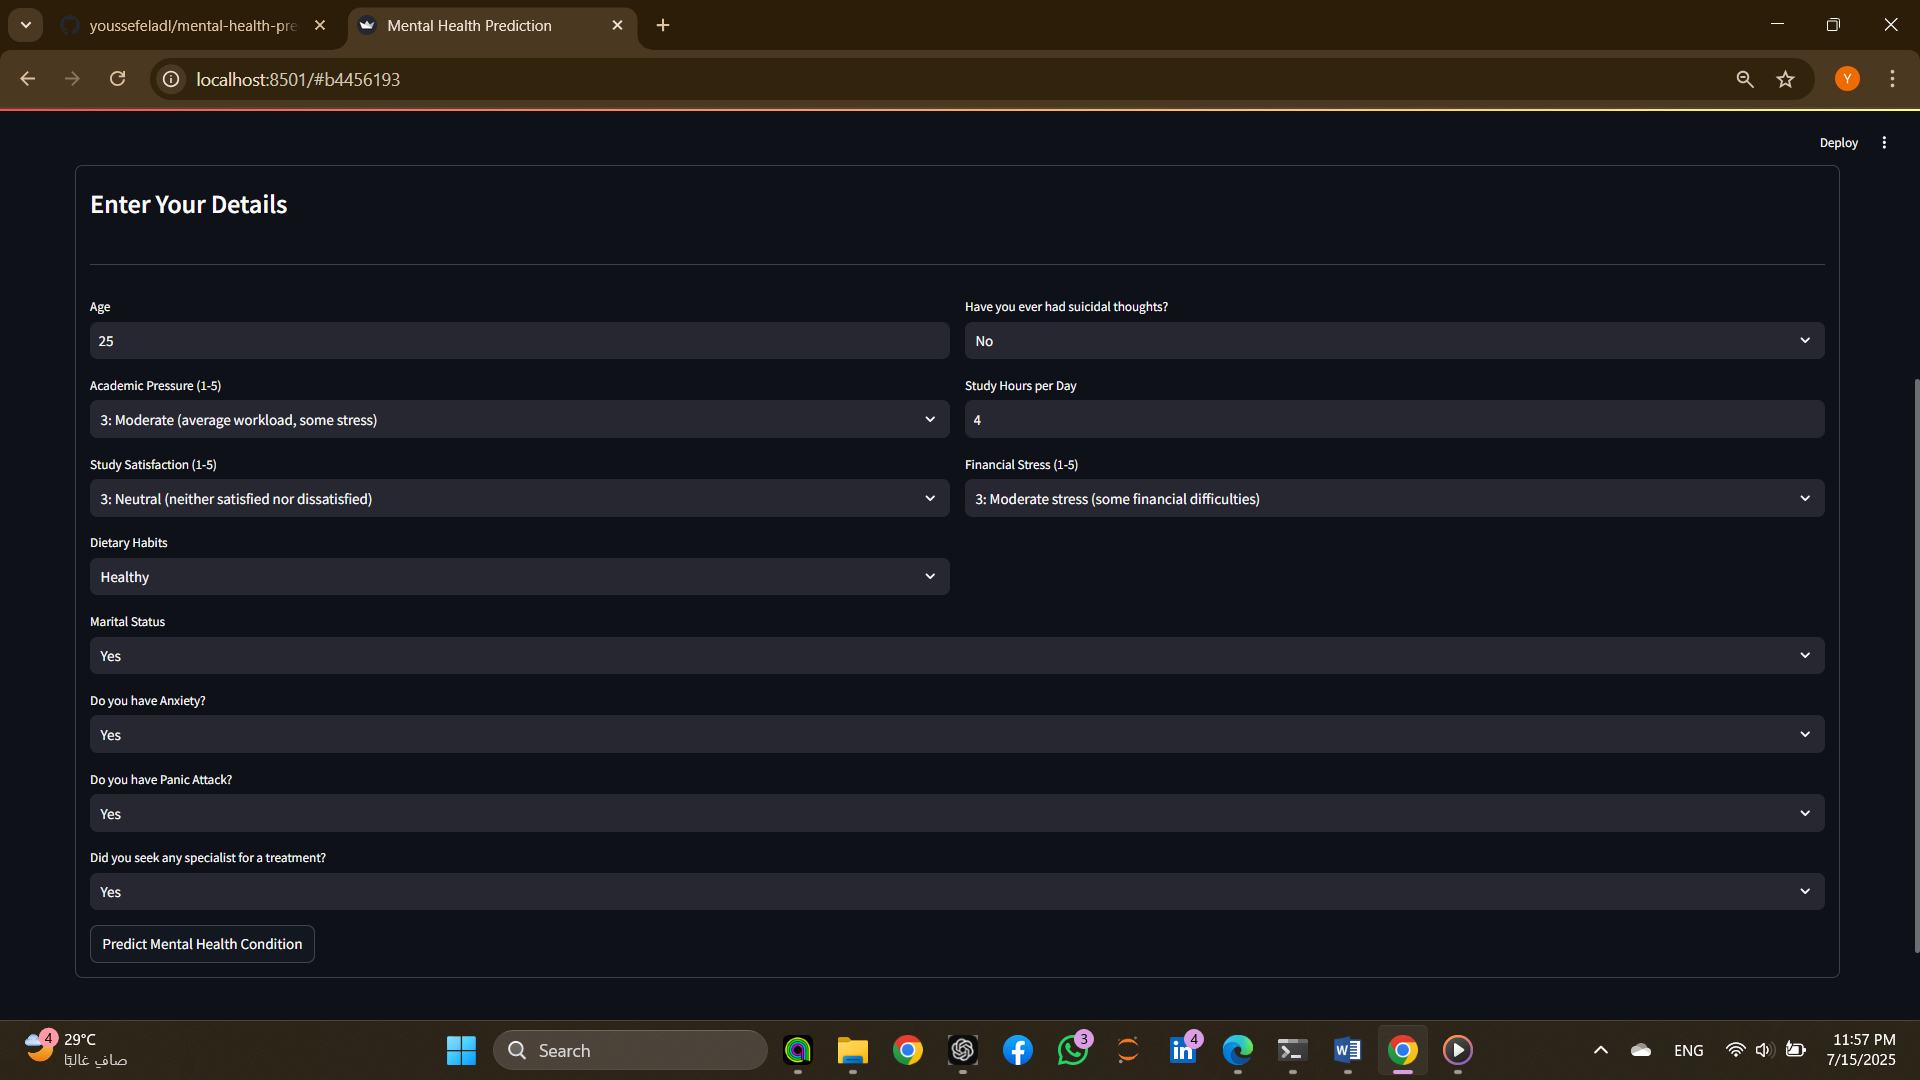 youssefeladl/mental-health-pre
Mental Health Prediction
localhost:8501/#b4456193
Y
Deploy
Enter Your Details
Age
25
Have you ever had suicidal thoughts?
No
Academic Pressure (1-5)
3: Moderate (average workload, some stress)
Study Hours per Day
4
Study Satisfaction (1-5)
3: Neutral (neither satisfied nor dissatisfied)
Financial Stress (1-5)
3: Moderate stress (some financial difficulties)
Dietary Habits
Healthy
Marital Status
Yes
Do you have Anxiety?
Yes
Do you have Panic Attack?
Yes
Did you seek any specialist for a treatment?
Yes
Predict Mental Health Condition
4
29°C
صافٍ غالبًا
Search
3
in
4
W
ENG
11:57 PM
7/15/2025